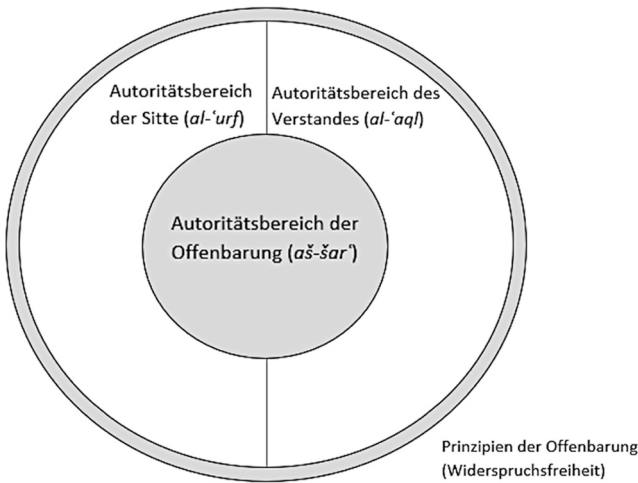 Autoritätsbereich
der Sitte (al-ʿurf)
Autoritätsbereich des
Verstandes (al-ʿaql)
Autoritätsbereich der
Offenbarung (aš-šarʿ)
Prinzipien der Offenbarung
(Widerspruchsfreiheit)